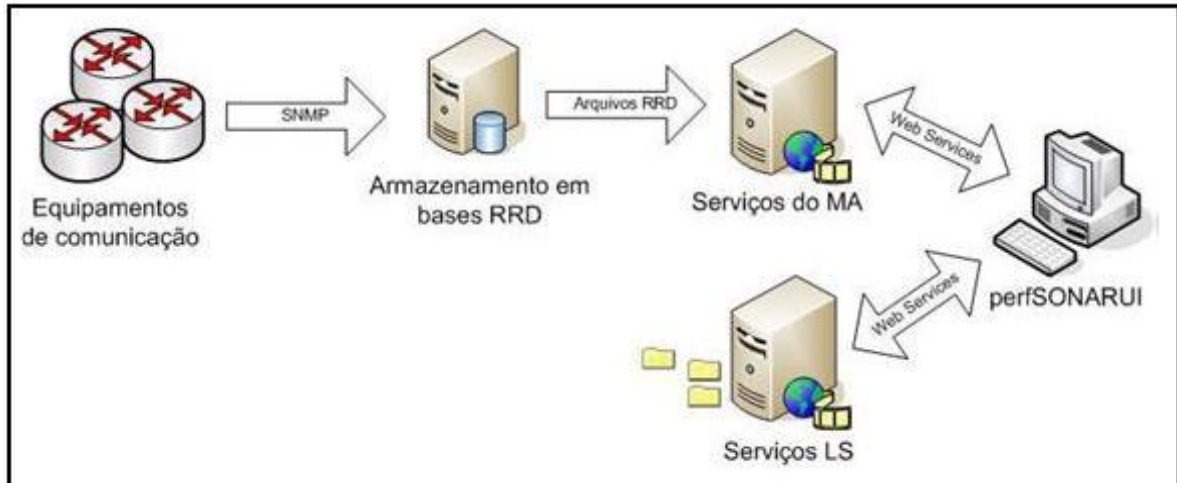 SNMP
Arquivos RRD
Web Services
Equipamentos
de comunicação
Armazenamento em
bases RRD
Serviços do MA
perfSONARUI
Web Services
Serviços LS